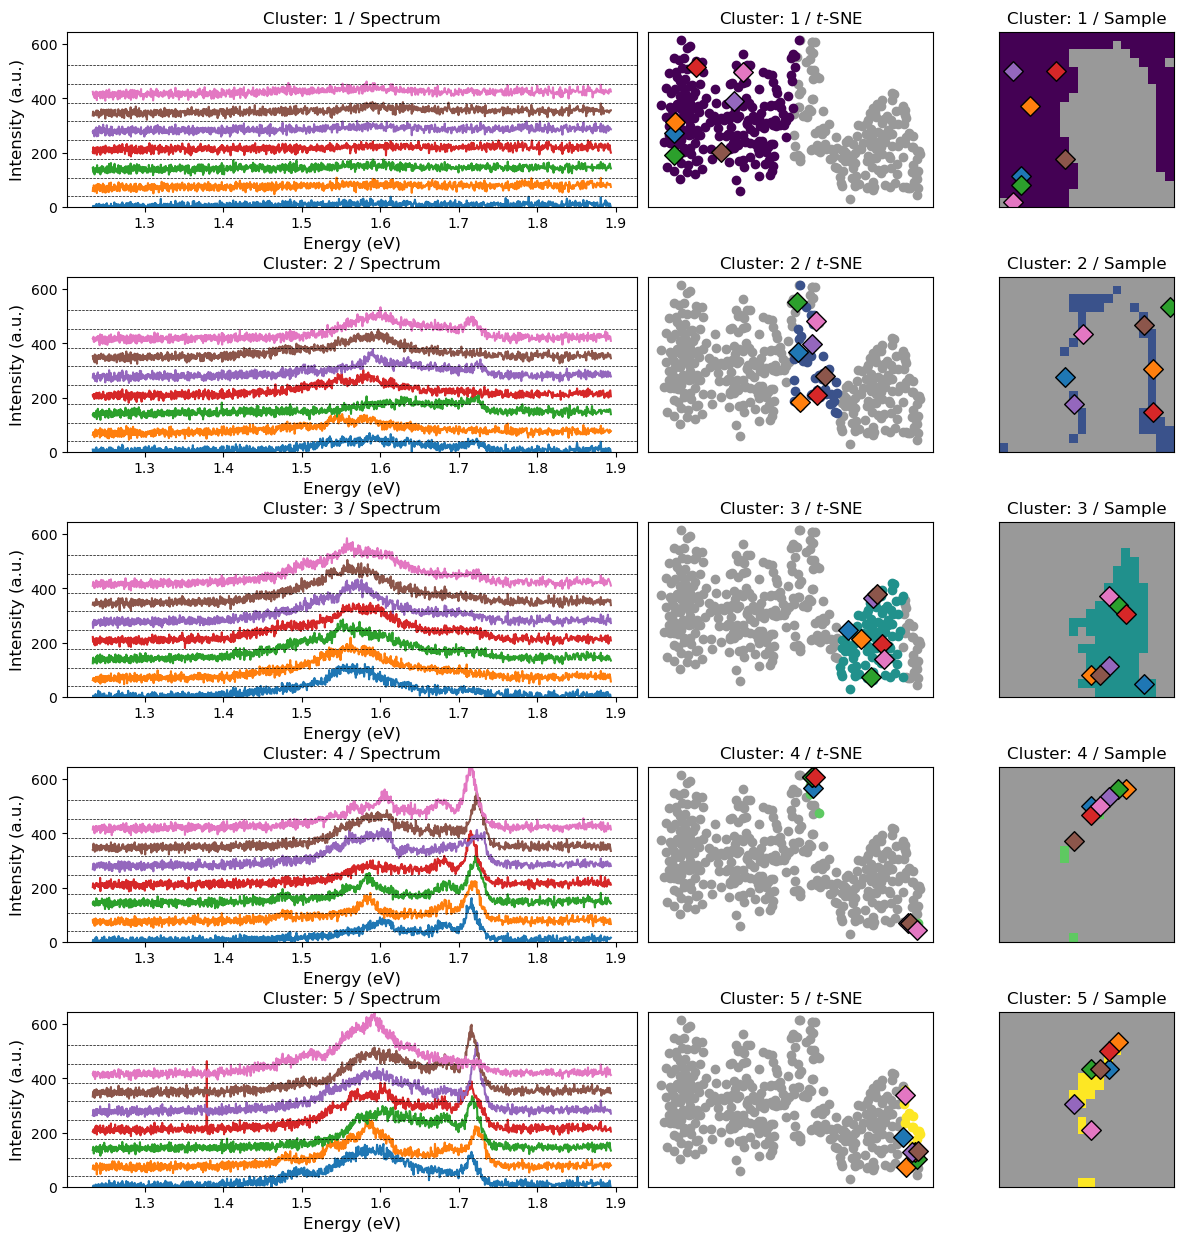 Cluster: 1 / Spectrum
Cluster: 1 / t-SNE
Cluster: 1 / Sample
Intensity (a.u.)
600
400
200
0
1.3 1.4 1.5 1.6 1.7 1.8 1.9
Energy (eV)
Cluster: 2 / Spectrum
Cluster: 2 / t-SNE
Cluster: 2 / Sample
Intensity (a.u.)
600
400
200
0
1.3 1.4 1.5 1.6 1.7 1.8 1.9
Energy (eV)
Cluster: 3 / Spectrum
Cluster: 3 / t-SNE
Cluster: 3 / Sample
Intensity (a.u.)
600
400
200
0
1.3 1.4 1.5 1.6 1.7 1.8 1.9
Energy (eV)
Cluster: 4 / Spectrum
Cluster: 4 / t-SNE
Cluster: 4 / Sample
Intensity (a.u.)
600
400
200
0
1.3 1.4 1.5 1.6 1.7 1.8 1.9
Energy (eV)
Cluster: 5 / Spectrum
Cluster: 5 / t-SNE
Cluster: 5 / Sample
Intensity (a.u.)
600
400
200
0
1.3 1.4 1.5 1.6 1.7 1.8 1.9
Energy (eV)